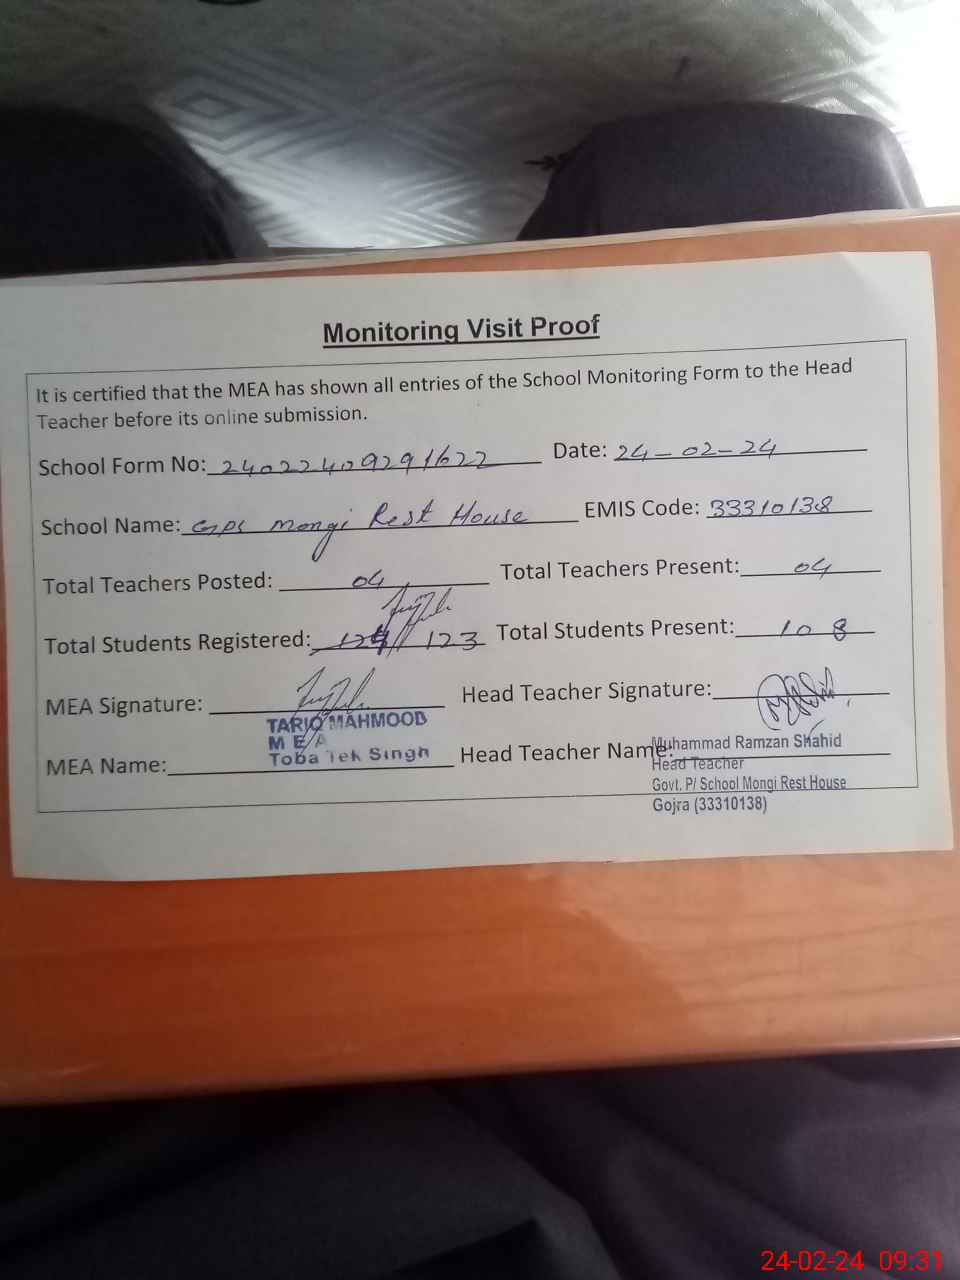 Monitoring Visit Proof
It is certified that the MEA has shown all entries of the School Monitoring Form to the Head
Teacher before its online submission.
School Form No: 24022409291622 Date: 24-02-24
School Name: GPS Mongi Rest House EMIS Code: 33310138
Total Teachers Posted: 04 Total Teachers Present: 04
Total Students Registered: 123 Total Students Present: 108
MEA Signature: Head Teacher Signature:
TARIQ MAHMOOD
M E A
Toba Tek Singh
MEA Name: Head Teacher Name:
Muhammad Ramzan Shahid
Head Teacher
Govt. P/ School Mongi Rest House
Gojra (33310138)
24-02-24 09:31